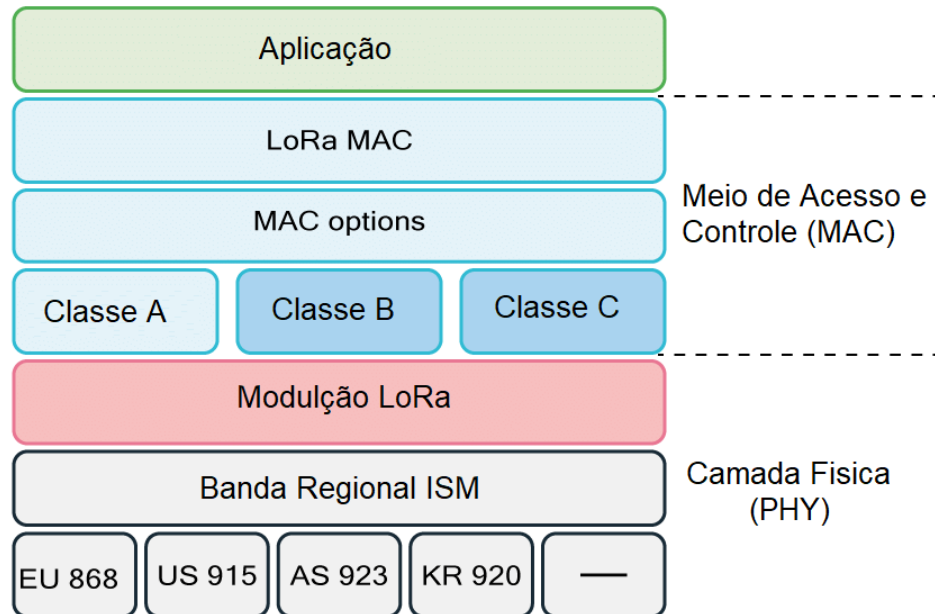 Aplicação
LoRa MAC
MAC options
Meio de Acesso e
Controle (MAC)
Classe A
Classe B
Classe C
Modulção LoRa
Banda Regional ISM
Camada Fisica
(PHY)
EU 868
US 915
AS 923
KR 920
—